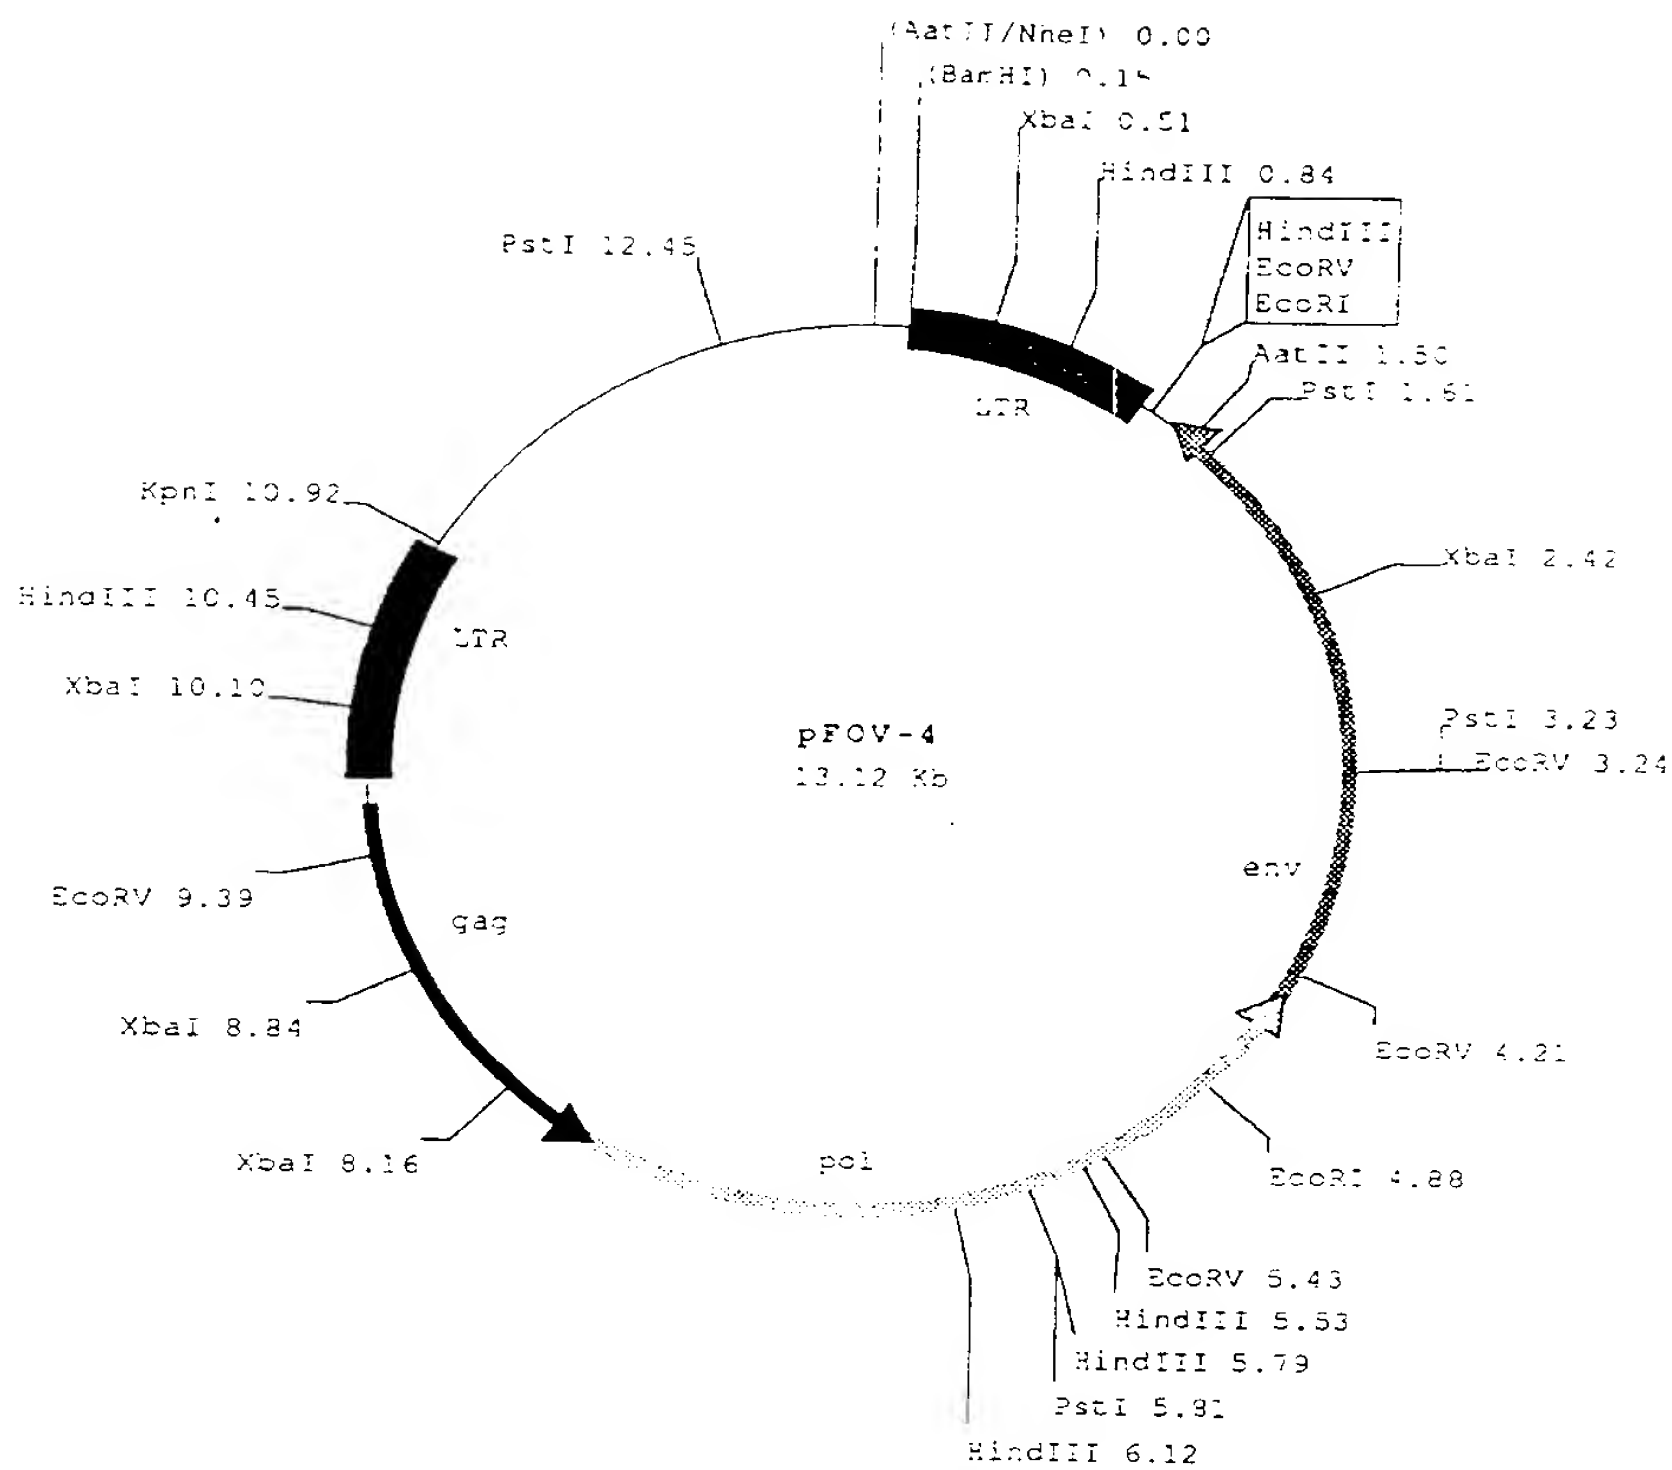 (AatII/NheI) 0.00
(BamHI) 0.15
XbaI 0.51
HindIII 0.84
PstI 12.45
HindIII
EcoRV
EcoRI
AatII 1.50
PstI 1.61
LTR
KpnI 10.92
XbaI 2.42
HindIII 10.45
LTR
XbaI 10.10
PstI 3.23
pFOV-4
EcoRV 3.24
13.12 Kb
env
EcoRV 9.39
gag
XbaI 8.84
EcoRV 4.21
XbaI 8.16
pol
EcoRI 4.88
EcoRV 5.43
HindIII 5.53
HindIII 5.79
PstI 5.81
HindIII 6.12